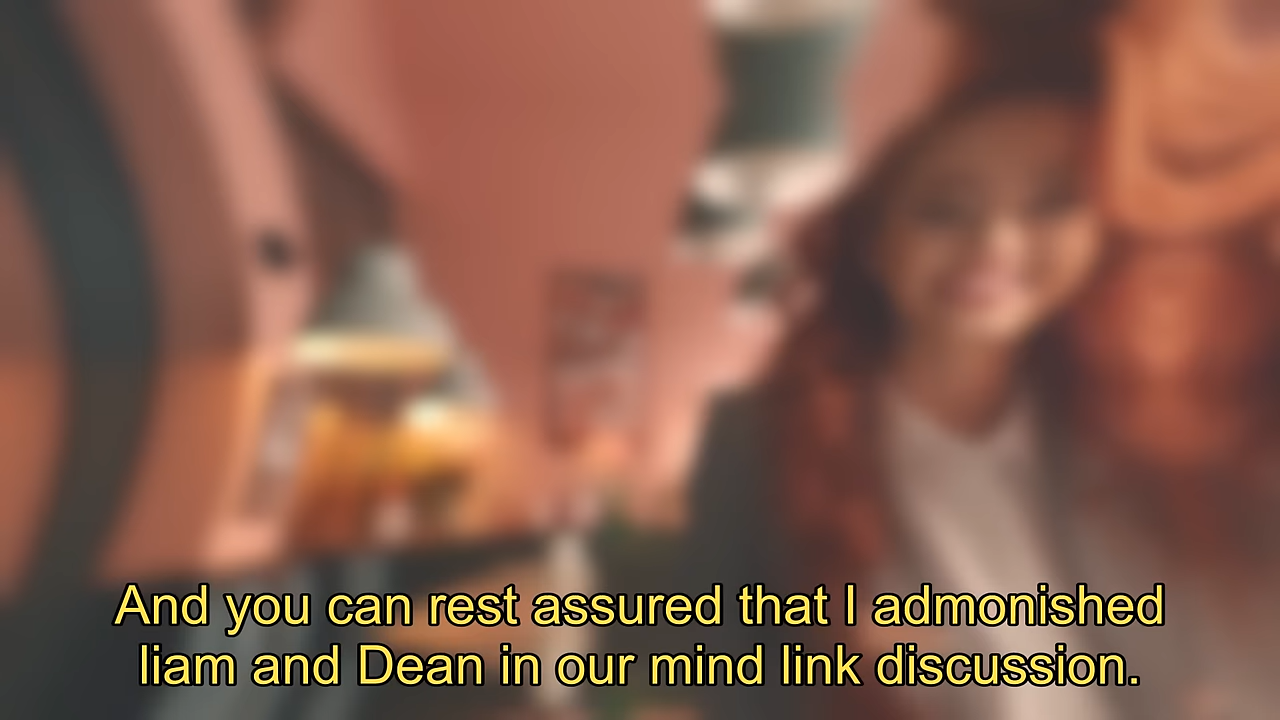 And you can rest assured that I admonished
liam and Dean in our mind link discussion.